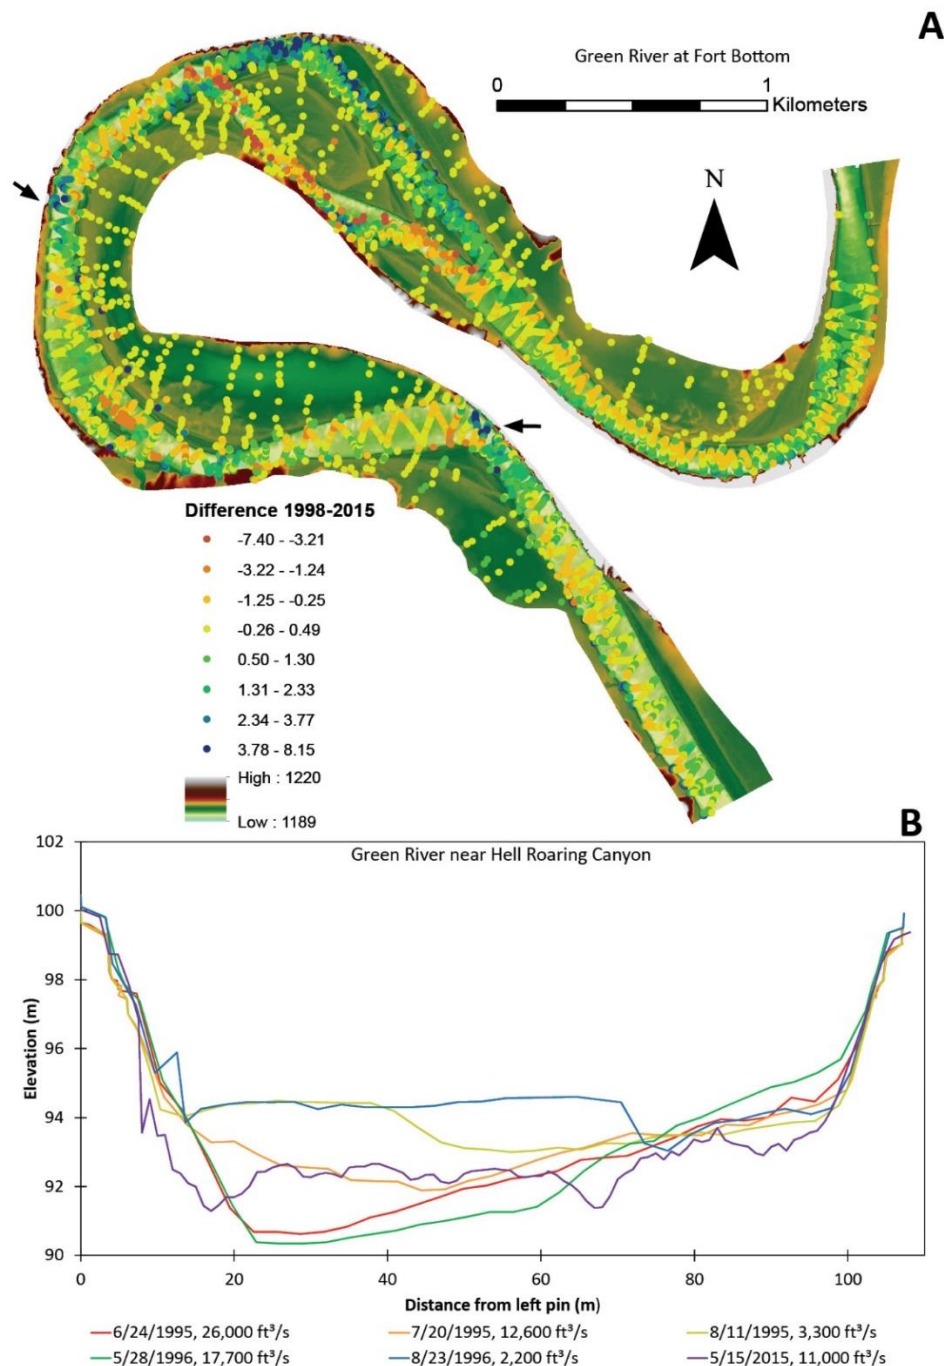 A
Green River at Fort Bottom
0 1
Kilometers
N
Difference 1998-2015
-7.40 - -3.21
-3.22 - -1.24
-1.25 - -0.25
-0.26 - 0.49
0.50 - 1.30
1.31 - 2.33
2.34 - 3.77
3.78 - 8.15
High : 1220
Low : 1189
B
Green River near Hell Roaring Canyon
102
100
98
96
94
92
90
Elevation (m)
0 20 40 60 80 100
Distance from left pin (m)
6/24/1995, 26,000 ft³/s 7/20/1995, 12,600 ft³/s 8/11/1995, 3,300 ft³/s
5/28/1996, 17,700 ft³/s 8/23/1996, 2,200 ft³/s 5/15/2015, 11,000 ft³/s